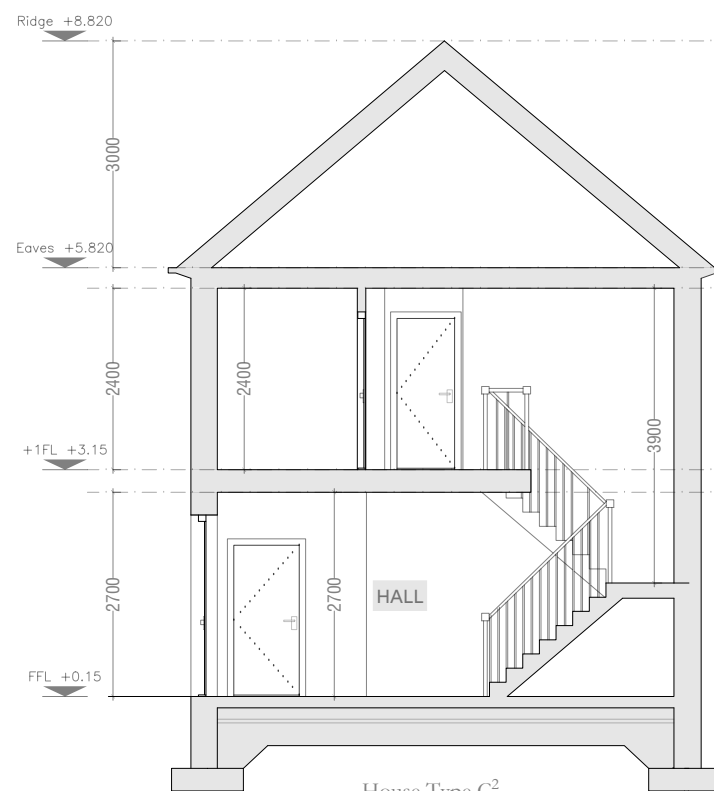 Ridge +8.820
3000
Eaves +5.820
2400
2400
3900
+1FL +3.15
2700
2700
HALL
FFL +0.15
House Type C²